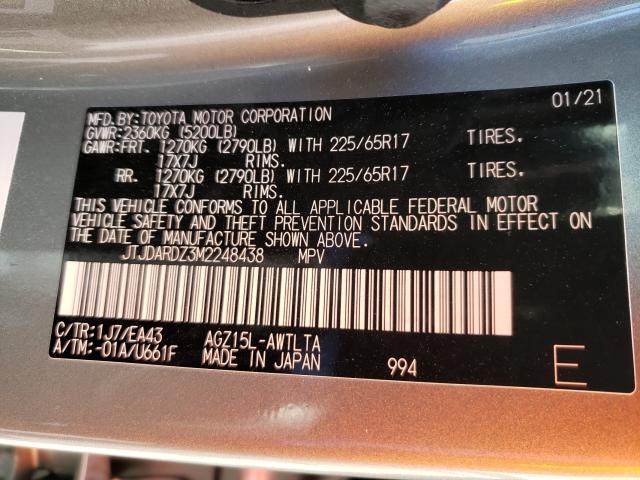 MFD.BY:TOYOTA MOTOR CORPORATION 01/21
GVWR:2360KG (5200LB)
GAWR:FRT. 1270KG (2790LB) WITH 225/65R17 TIRES.
17X7J RIMS.
RR. 1270KG (2790LB) WITH 225/65R17 TIRES.
17X7J RIMS.
THIS VEHICLE CONFORMS TO ALL APPLICABLE FEDERAL MOTOR
VEHICLE SAFETY AND THEFT PREVENTION STANDARDS IN EFFECT ON
THE DATE OF MANUFACTURE SHOWN ABOVE.
JTJDARDZ3M2248438 MPV
C/TR:1J7/EA43 AGZ15L-AWTLTA
A/TM:-01A/U661F MADE IN JAPAN 994 E